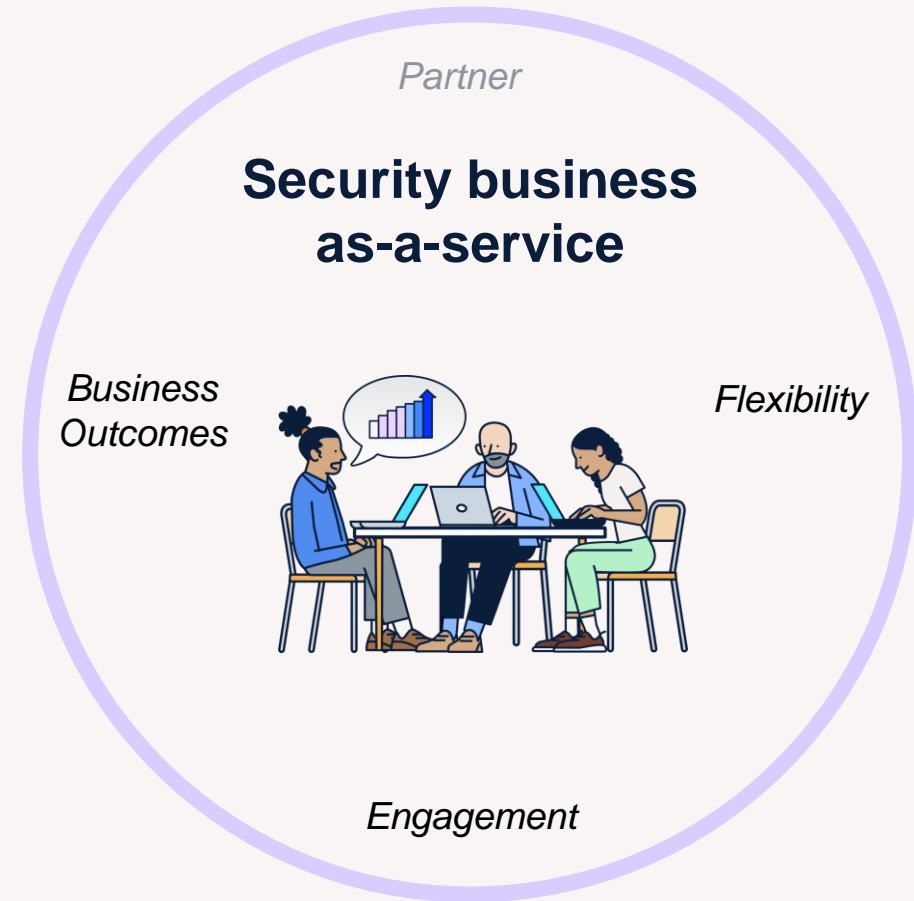 Partner
Security business
as-a-service
Business
Outcomes
Flexibility
Engagement